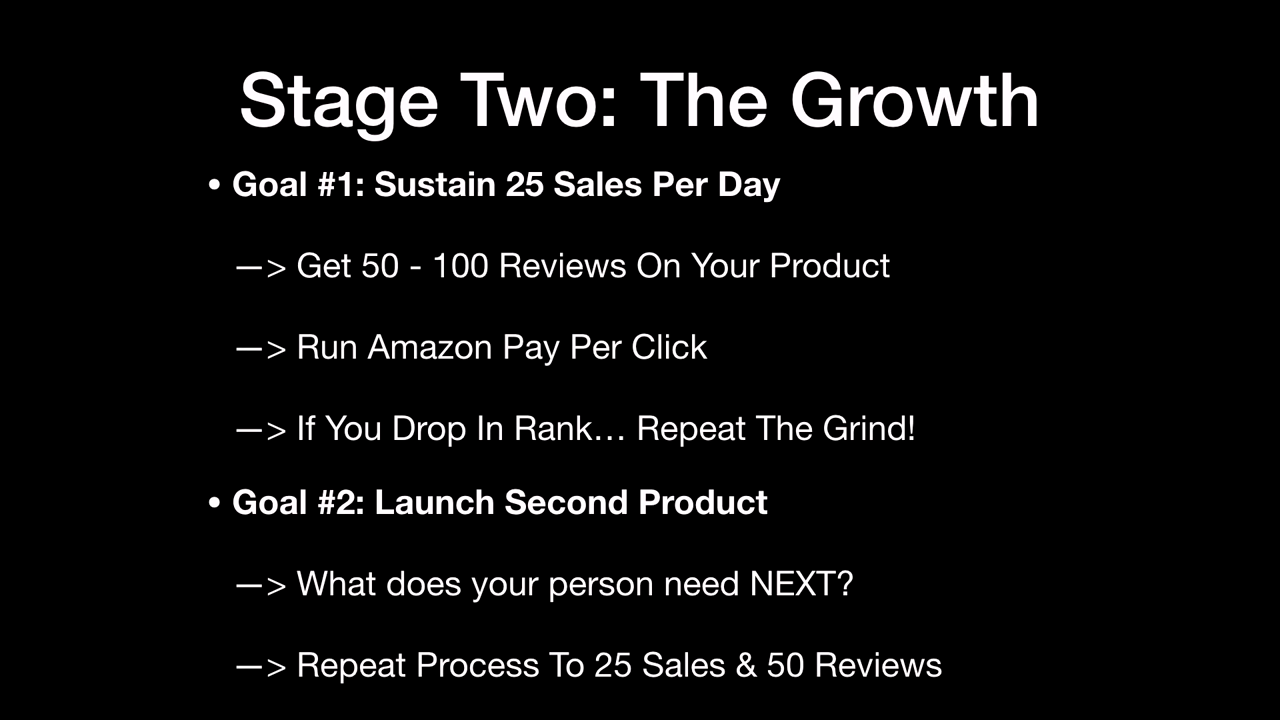 Stage Two: The Growth
• Goal #1: Sustain 25 Sales Per Day
—> Get 50 - 100 Reviews On Your Product
—> Run Amazon Pay Per Click
—> If You Drop In Rank… Repeat The Grind!
• Goal #2: Launch Second Product
—> What does your person need NEXT?
—> Repeat Process To 25 Sales & 50 Reviews